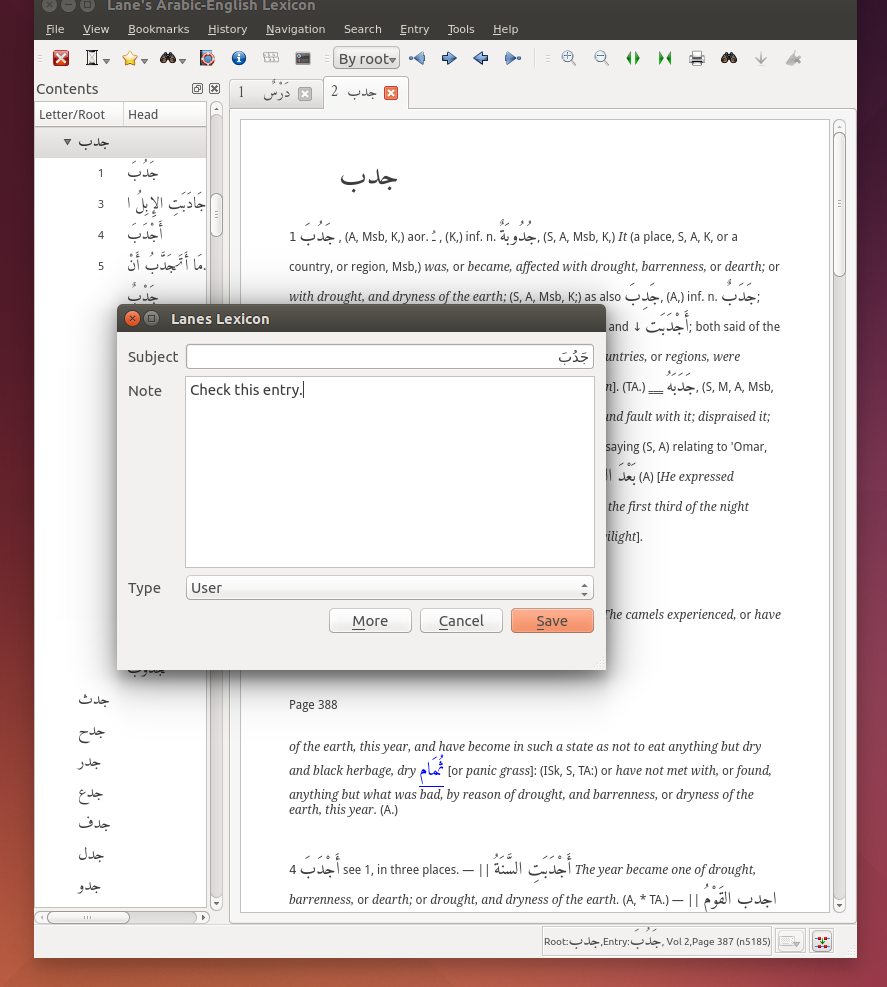 Lane's Arabic-English Lexicon
File View Bookmarks History Navigation Search Entry Tools Help
By root
Contents
1 دَرْسٌ
2 جدب
Letter/Root Head
جدب
1 جَدُبَ
3 جَادَبَتِ الإِبِلُ ا
4 أَجْدَبَ
5 مَا أَتَجَدَّبُ أَنْ.
جَدْبٌ
جدث
جدح
جدر
جدع
جدف
جدل
جدو
جدب
1 جَدُبَ , (A, Msb, K,) aor. ـُ , (K,) inf. n. جُدُوبَةٌ, (S, A, Msb, K,) It (a place, S, A, K, or a
country, or region, Msb,) was, or became, affected with drought, barrenness, or dearth; or
with drought, and dryness of the earth; (S, A, Msb, K;) as also جَدِبَ, (A,) inf. n. جَدَبٌ;
and ↓ أَجْدَبَت; both said of the
untries, or regions, were
n]. (TA.) __ جَدَبَهُ, (S, M, A, Msb,
und fault with it; dispraised it;
saying (S, A) relating to 'Omar,
بَعْدَ (A) [He expressed
the first third of the night
ilight].
The camels experienced, or have
Page 388
of the earth, this year, and have become in such a state as not to eat anything but dry
and black herbage, dry ثُمَام [or panic grass]: (ISk, S, TA:) or have not met with, or found,
anything but what was bad, by reason of drought, and barrenness, or dryness of the
earth, this year. (A.)
4 أَجْدَبَ see 1, in three places. — || أَجْدَبَتِ السَّنَةُ The year became one of drought,
barrenness, or dearth; or drought, and dryness of the earth. (A, * TA.) — || اجدب القَوْمُ
Lanes Lexicon
Subject جَدُبَ
Note Check this entry.
Type User
More Cancel Save
Root:جدب,Entry:جَدُبَ, Vol 2,Page 387 (n5185)